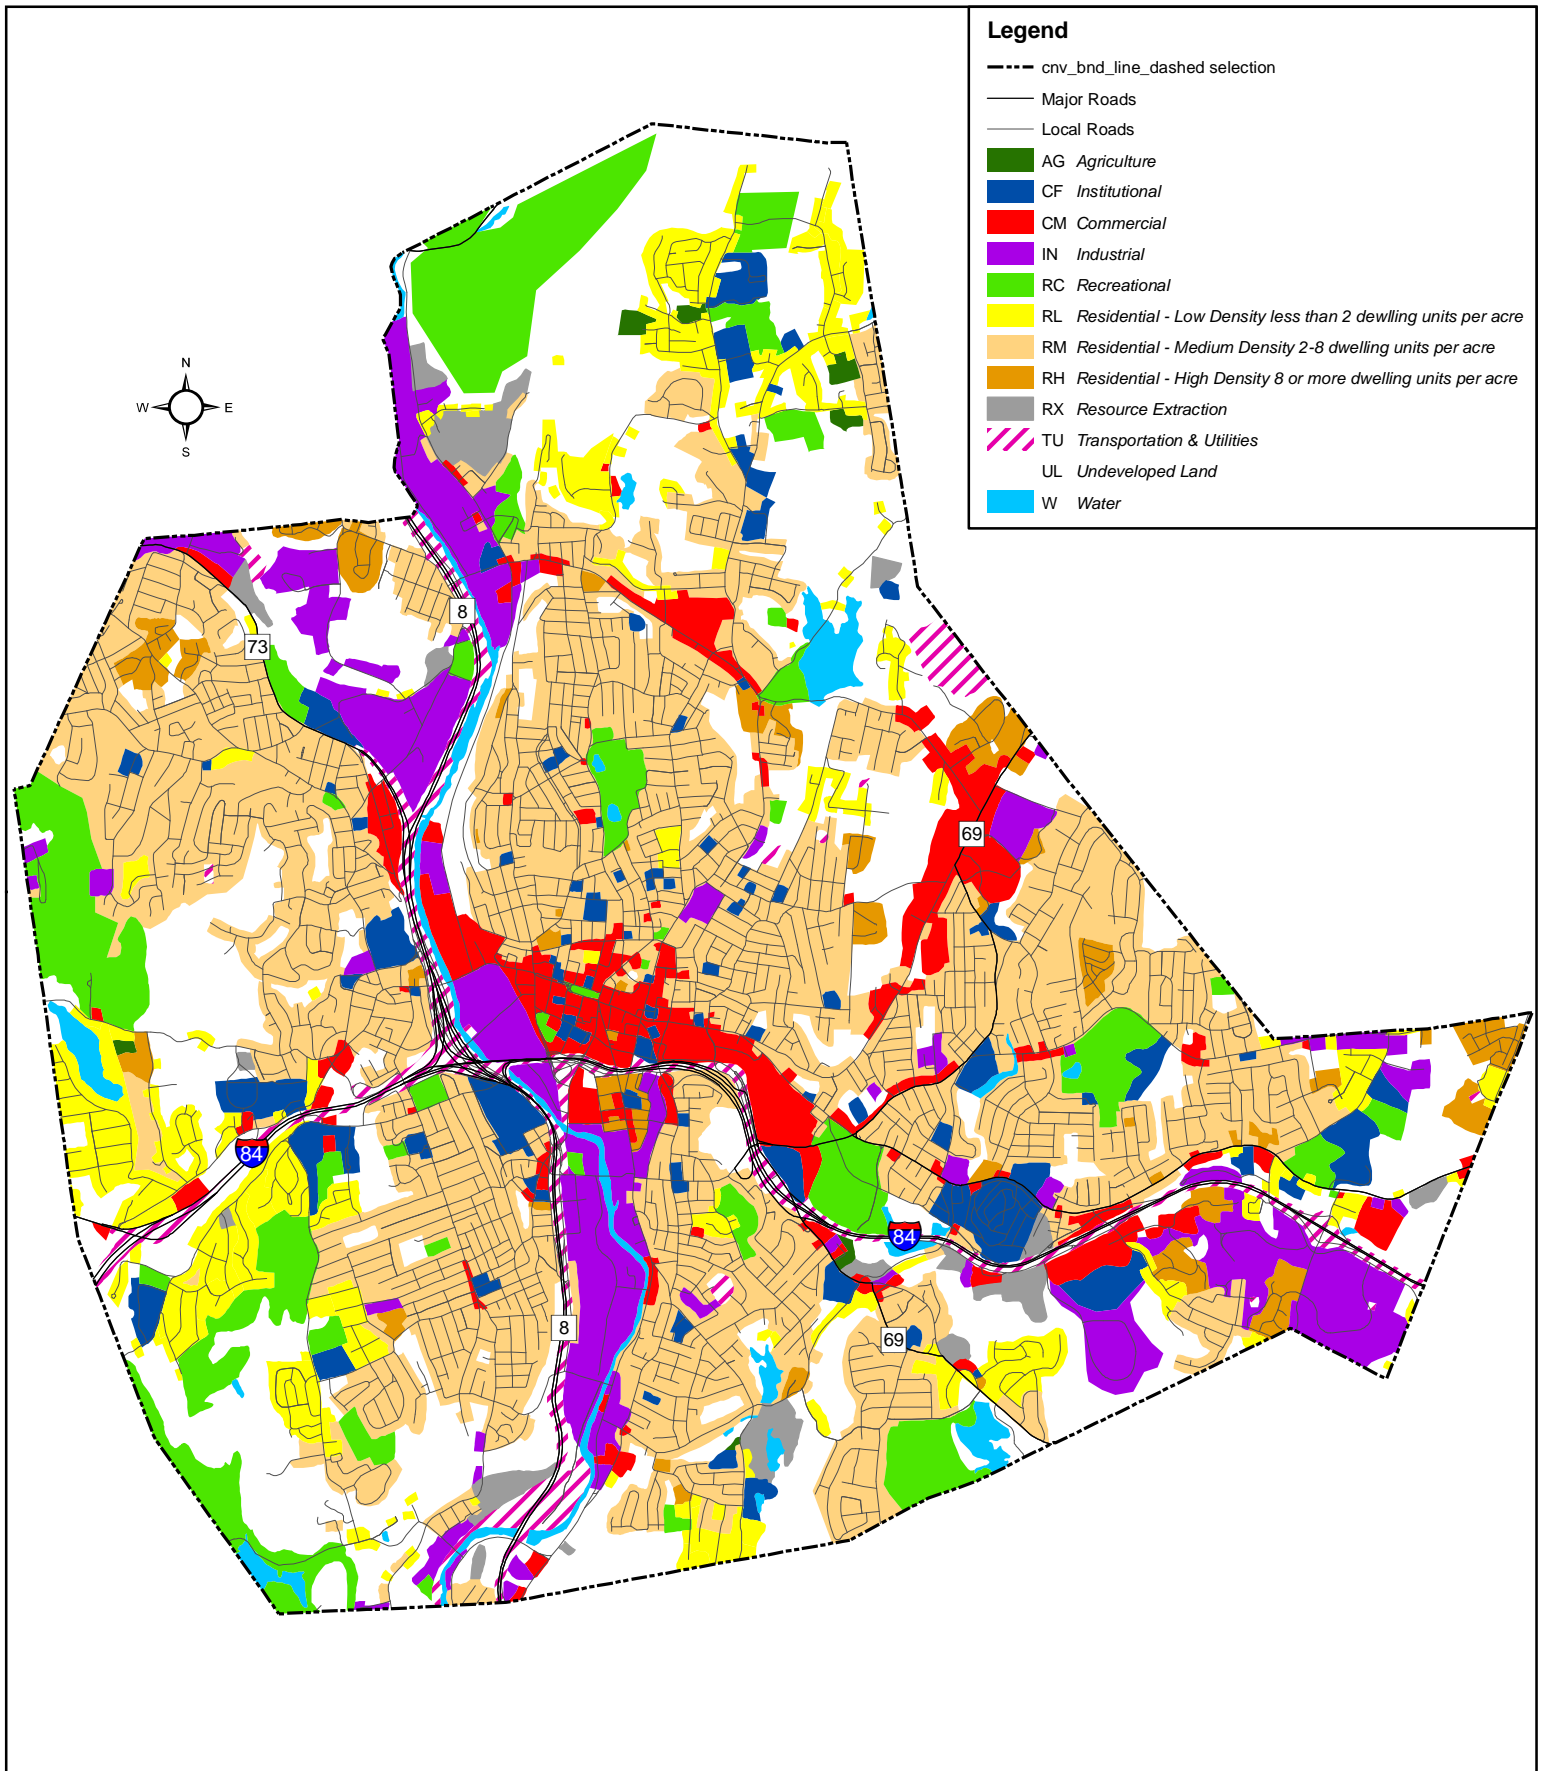 Legend
cnv_bnd_line_dashed selection
Major Roads
Local Roads
AG Agriculture
CF Institutional
CM Commercial
IN Industrial
RC Recreational
RL Residential - Low Density less than 2 dewlling units per acre
RM Residential - Medium Density 2-8 dwelling units per acre
RH Residential - High Density 8 or more dwelling units per acre
RX Resource Extraction
TU Transportation & Utilities
UL Undeveloped Land
W Water
N
W E
S
8
73
69
84
84
8
69